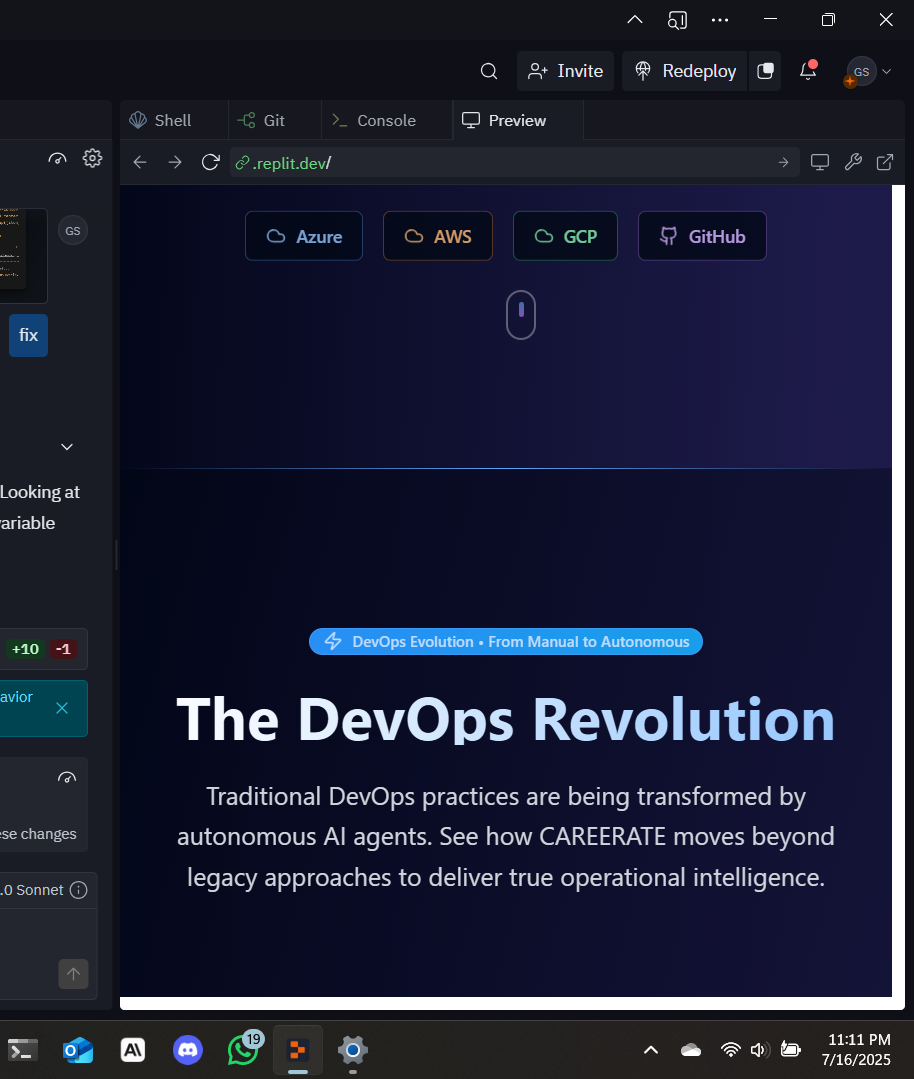 Invite
Redeploy
GS
Shell
Git
Console
Preview
.replit.dev/
GS
fix
Looking at
ariable
+10 -1
avior
ese changes
.0 Sonnet
Azure
AWS
GCP
GitHub
DevOps Evolution • From Manual to Autonomous
The DevOps Revolution
Traditional DevOps practices are being transformed by
autonomous AI agents. See how CAREERATE moves beyond
legacy approaches to deliver true operational intelligence.
19
11:11 PM
7/16/2025